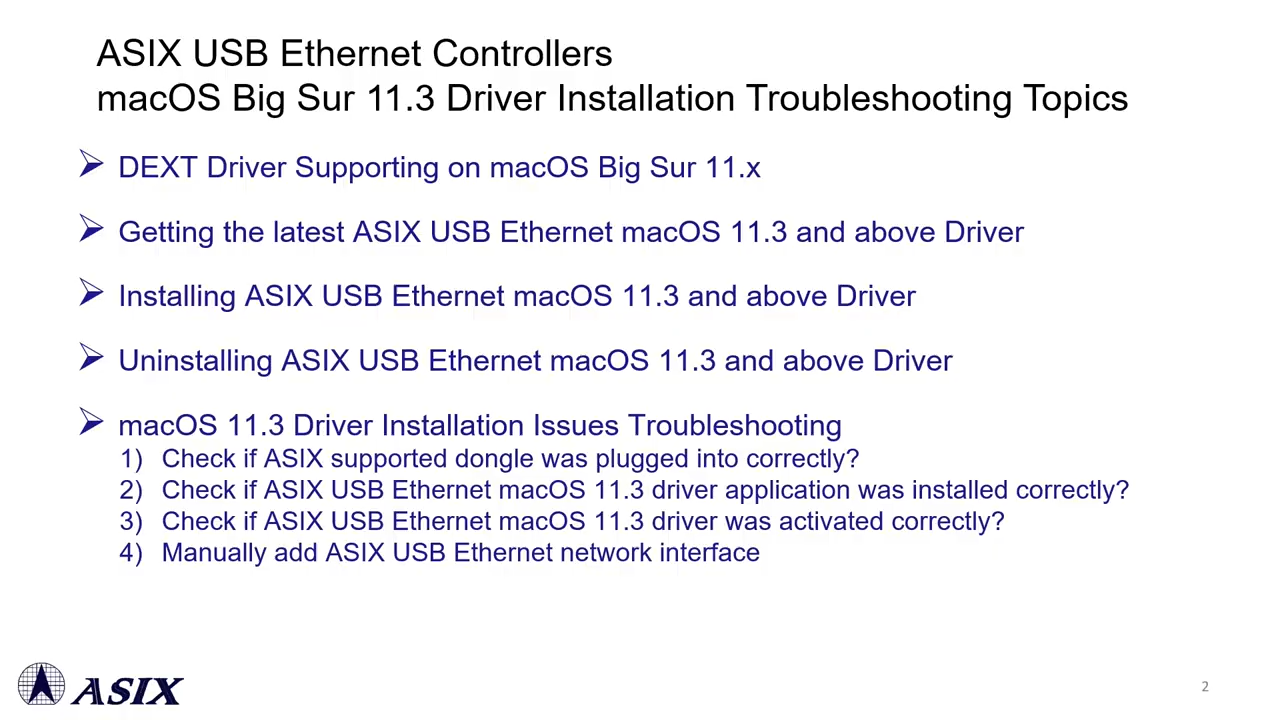 ASIX USB Ethernet Controllers
macOS Big Sur 11.3 Driver Installation Troubleshooting Topics
DEXT Driver Supporting on macOS Big Sur 11.x
Getting the latest ASIX USB Ethernet macOS 11.3 and above Driver
Installing ASIX USB Ethernet macOS 11.3 and above Driver
Uninstalling ASIX USB Ethernet macOS 11.3 and above Driver
macOS 11.3 Driver Installation Issues Troubleshooting
1) Check if ASIX supported dongle was plugged into correctly?
2) Check if ASIX USB Ethernet macOS 11.3 driver application was installed correctly?
3) Check if ASIX USB Ethernet macOS 11.3 driver was activated correctly?
4) Manually add ASIX USB Ethernet network interface
ASIX
2